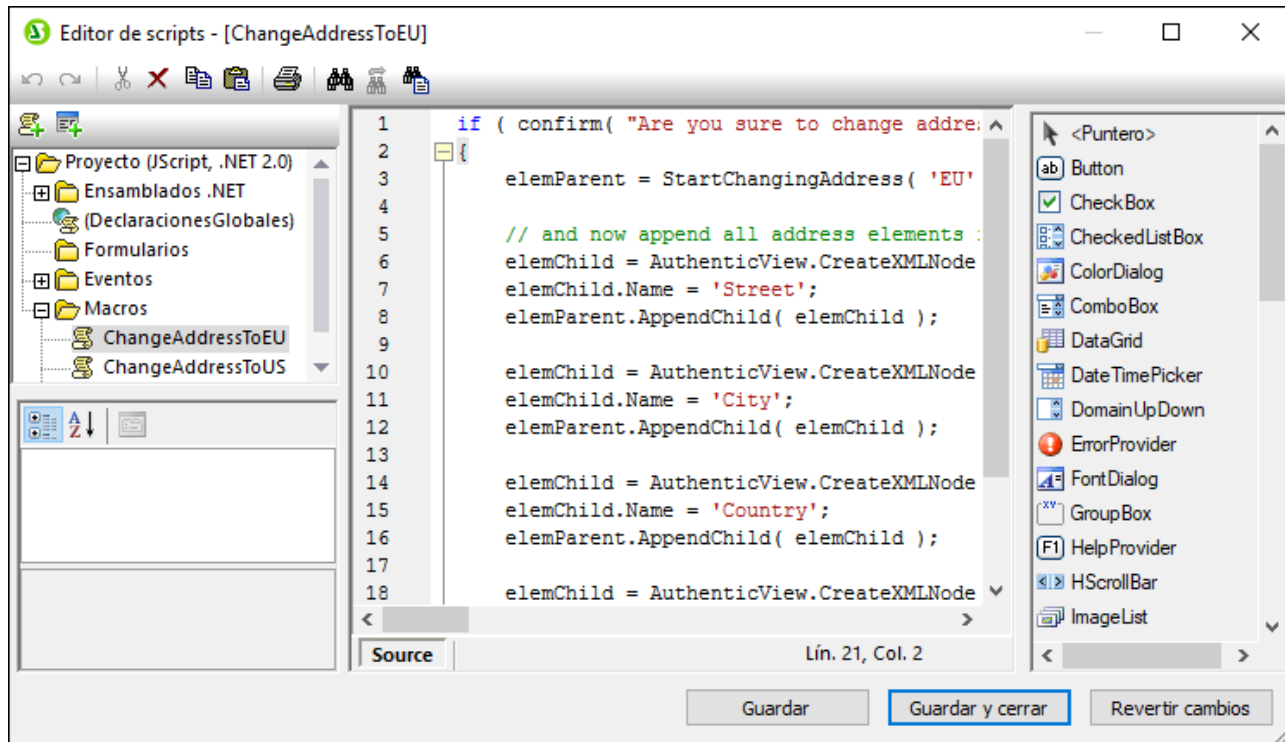 Editor de scripts - [ChangeAddressToEU]
Proyecto (JScript, .NET 2.0)
Ensamblados .NET
(DeclaracionesGlobales)
Formularios
Eventos
Macros
ChangeAddressToEU
ChangeAddressToUS
1 if ( confirm( "Are you sure to change addre
2 {
3 elemParent = StartChangingAddress( 'EU'
4
5 // and now append all address elements
6 elemChild = AuthenticView.CreateXMLNode
7 elemChild.Name = 'Street';
8 elemParent.AppendChild( elemChild );
9
10 elemChild = AuthenticView.CreateXMLNode
11 elemChild.Name = 'City';
12 elemParent.AppendChild( elemChild );
13
14 elemChild = AuthenticView.CreateXMLNode
15 elemChild.Name = 'Country';
16 elemParent.AppendChild( elemChild );
17
18 elemChild = AuthenticView.CreateXMLNode
Source
Lín. 21, Col. 2
<Puntero>
Button
CheckBox
CheckedListBox
ColorDialog
ComboBox
DataGrid
DateTimePicker
DomainUpDown
ErrorProvider
FontDialog
GroupBox
HelpProvider
HScrollBar
ImageList
Guardar
Guardar y cerrar
Revertir cambios